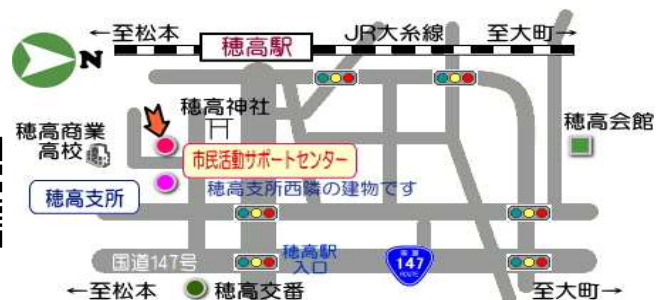 ←至松本
穂高駅
JR大糸線
至大町→
N
穂高神社
穂高商業
高校
穂高会館
市民活動サポートセンター
穂高支所西隣の建物です
穂高支所
国道147号
穂高駅
入口
国道
147
ROUTE
←至松本
穂高交番
至大町→